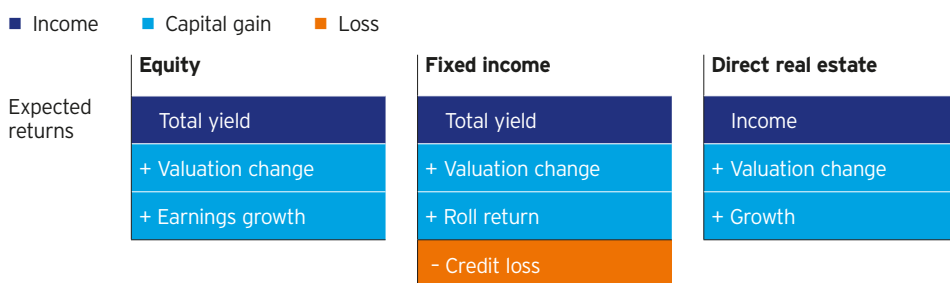 Income Capital gain Loss
Equity Fixed income Direct real estate
Expected
returns
Total yield Total yield Income
+ Valuation change + Valuation change + Valuation change
+ Earnings growth + Roll return + Growth
– Credit loss